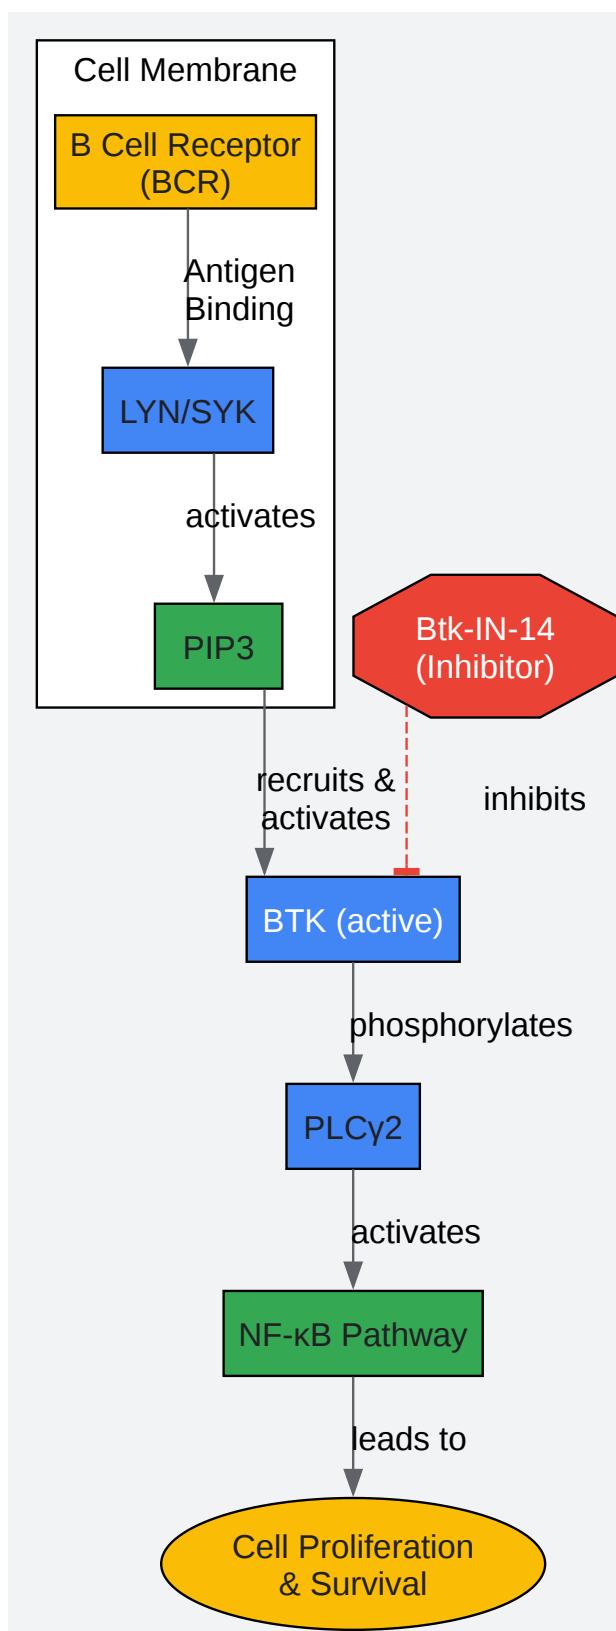 Cell Membrane
B Cell Receptor
(BCR)
Antigen
Binding
LYN/SYK
activates
PIP3
Btk-IN-14
(Inhibitor)
recruits &
activates
inhibits
BTK (active)
phosphorylates
PLCγ2
activates
NF-κB Pathway
leads to
Cell Proliferation
& Survival